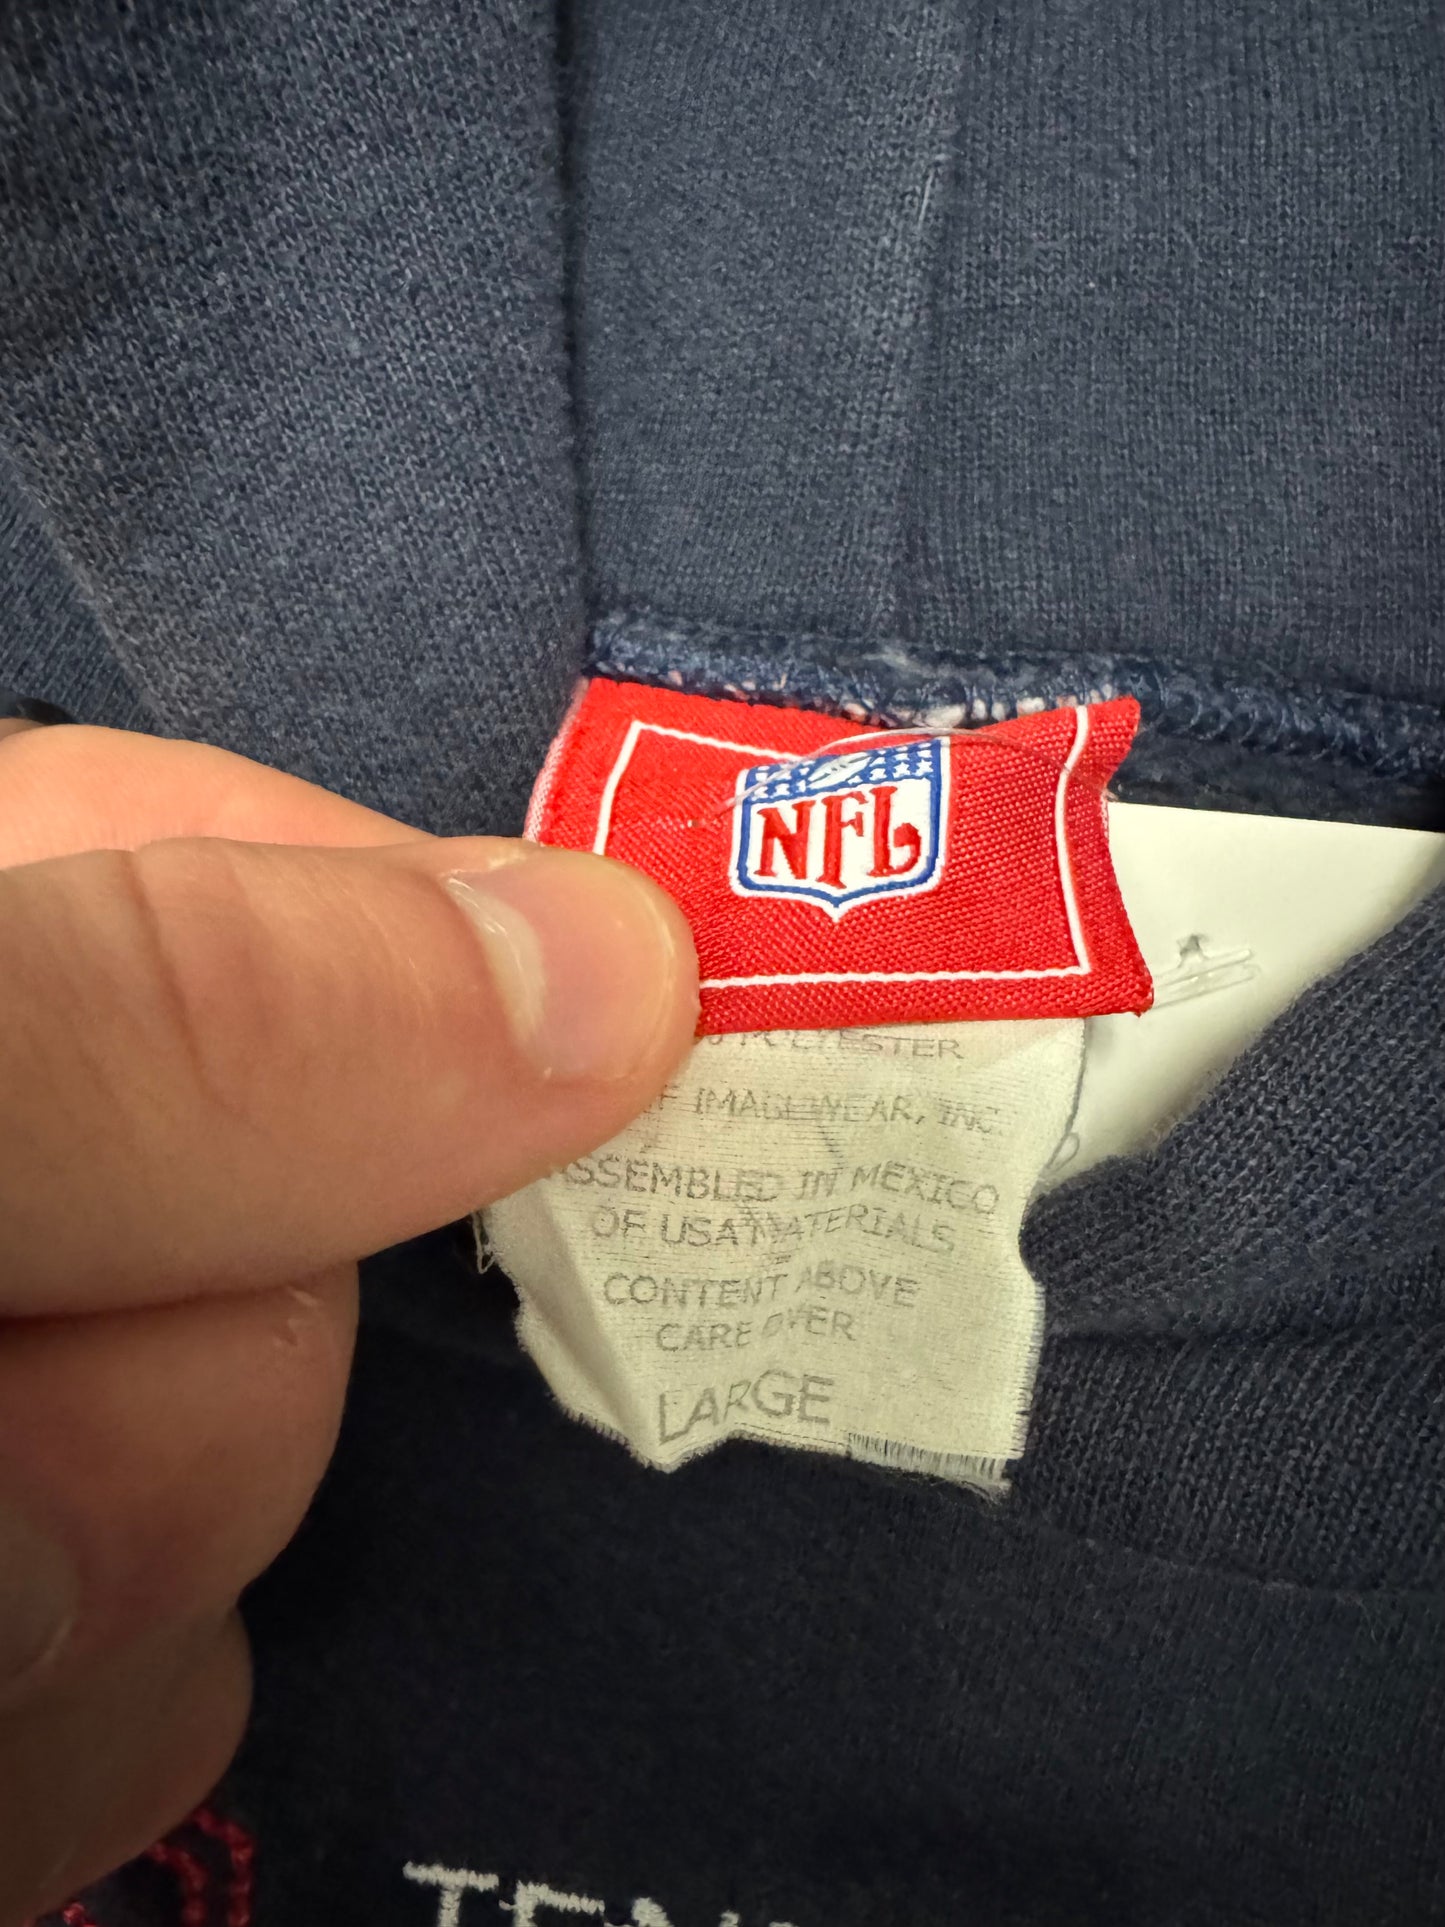 NFL
IMAGEWEAR, INC.
ASSEMBLED IN MEXICO
OF USA MATERIALS
CONTENT ABOVE
CARE OVER
LARGE